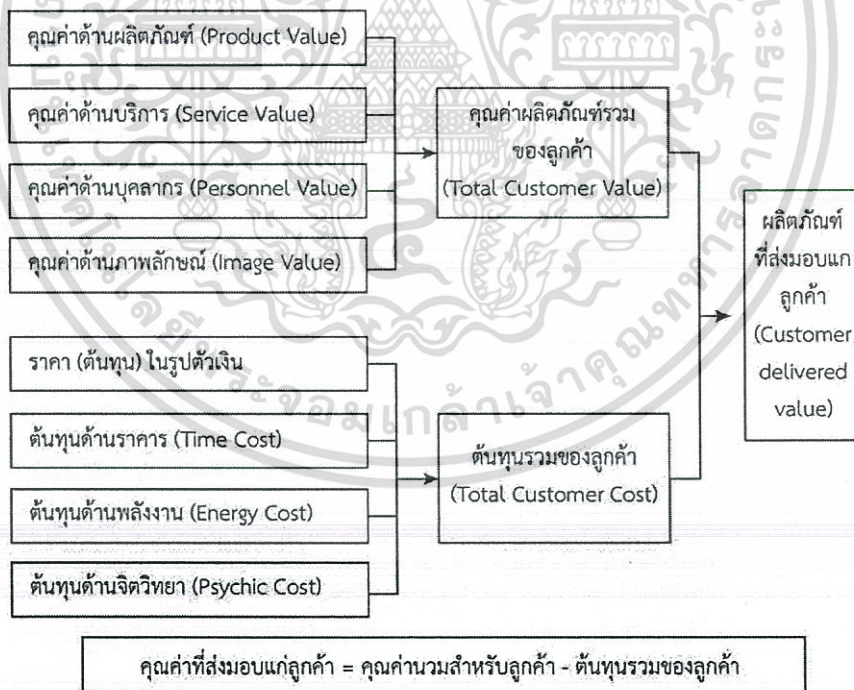 คุณค่าด้านผลิตภัณฑ์ (Product Value)
คุณค่าด้านบริการ (Service Value)
คุณค่าด้านบุคลากร (Personnel Value)
คุณค่าด้านภาพลักษณ์ (Image Value)
คุณค่าผลิตภัณฑ์รวม
ของลูกค้า
(Total Customer Value)
ราคา (ต้นทุน) ในรูปตัวเงิน
ต้นทุนด้านราคาร (Time Cost)
ต้นทุนด้านพลังงาน (Energy Cost)
ต้นทุนด้านจิตวิทยา (Psychic Cost)
ต้นทุนรวมของลูกค้า
(Total Customer Cost)
ผลิตภัณฑ์
ที่ส่งมอบแก
ลูกค้า
(Customer
delivered
value)
คุณค่าที่ส่งมอบแก่ลูกค้า = คุณค่านวมสำหรับลูกค้า - ต้นทุนรวมของลูกค้า